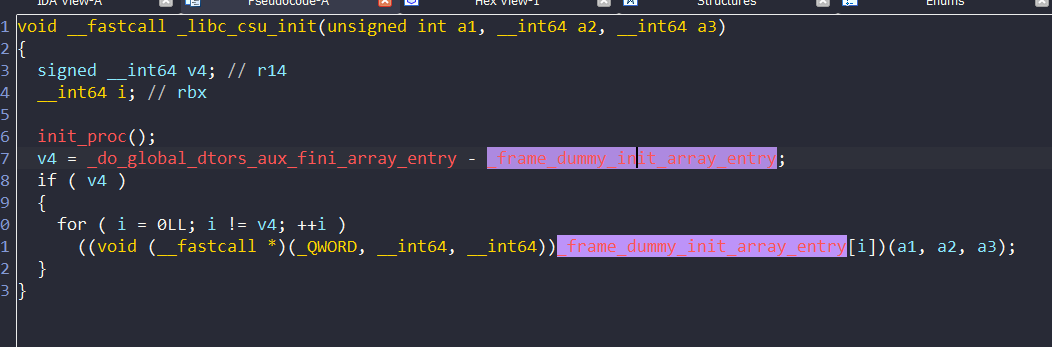 IDA View-A Pseudocode-A Hex View-1 Structures Enums
1 void __fastcall _libc_csu_init(unsigned int a1, __int64 a2, __int64 a3)
2 {
3 signed __int64 v4; // r14
4 __int64 i; // rbx
5
6 init_proc();
7 v4 = _do_global_dtors_aux_fini_array_entry - _frame_dummy_init_array_entry;
8 if ( v4 )
9 {
0 for ( i = 0LL; i != v4; ++i )
1 ((void (__fastcall *)(_QWORD, __int64, __int64))_frame_dummy_init_array_entry[i])(a1, a2, a3);
2 }
3 }